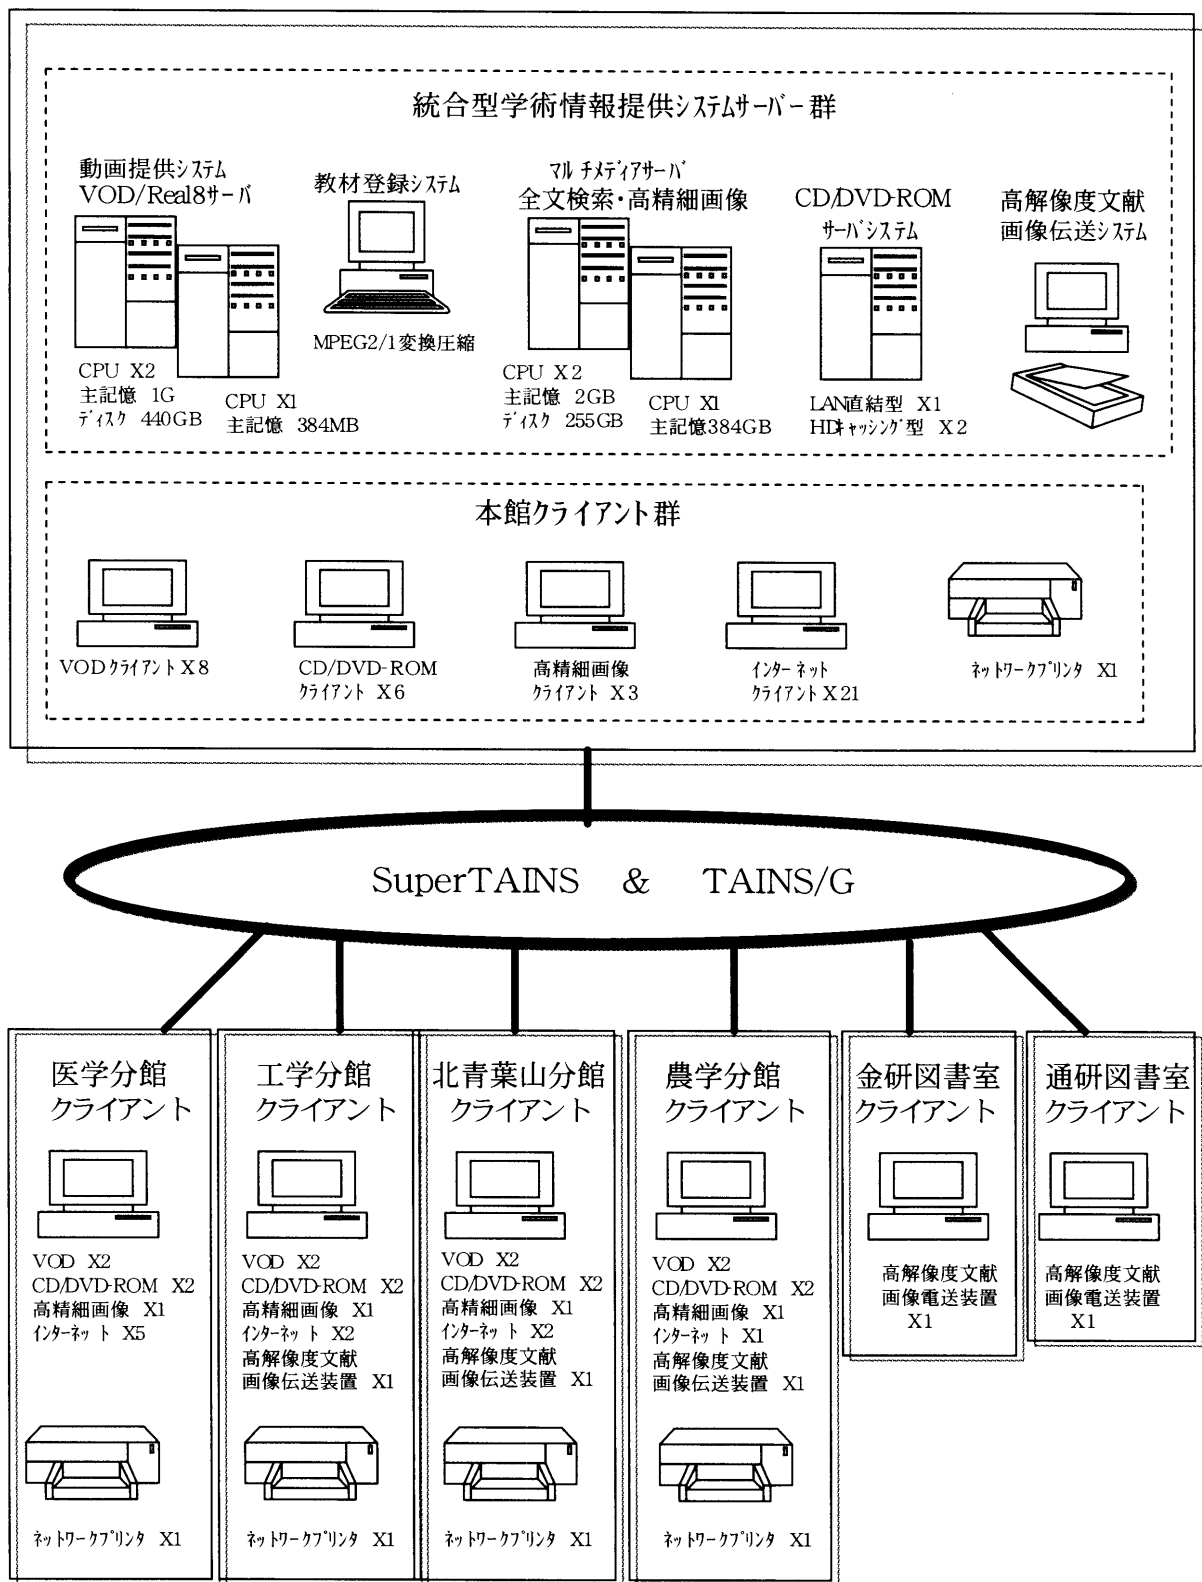 統合型学術情報提供システムサーバー群
動画提供システム
VOD/Real8サーバ
教材登録システム
マルチメディアサーバ
全文検索・高精細画像
CD/DVD-ROM
サーバシステム
高解像度文献
画像伝送システム
MPEG2/1変換圧縮
CPU X2
主記憶 1G
ディスク 440GB
CPU X1
主記憶 384MB
CPU X2
主記憶 2GB
ディスク 255GB
CPU X1
主記憶384GB
LAN直結型 X1
HDキャッシング型 X2
本館クライアント群
VODクライアントX8
CD/DVD-ROM
クライアント X6
高精細画像
クライアント X3
インターネット
クライアントX21
ネットワークプリンタ X1
SuperTAINS & TAINS/G
医学分館
クライアント
VOD X2
CD/DVD-ROM X2
高精細画像 X1
インターネット X5
ネットワークプリンタ X1
工学分館
クライアント
VOD X2
CD/DVD-ROM X2
高精細画像 X1
インターネット X2
高解像度文献
画像伝送装置 X1
ネットワークプリンタ X1
北青葉山分館
クライアント
VOD X2
CD/DVD-ROM X2
高精細画像 X1
インターネット X2
高解像度文献
画像伝送装置 X1
ネットワークプリンタ X1
農学分館
クライアント
VOD X2
CD/DVD-ROM X2
高精細画像 X1
インターネット X1
高解像度文献
画像伝送装置 X1
ネットワークプリンタ X1
金研図書室
クライアント
高解像度文献
画像電送装置
X1
通研図書室
クライアント
高解像度文献
画像電送装置
X1